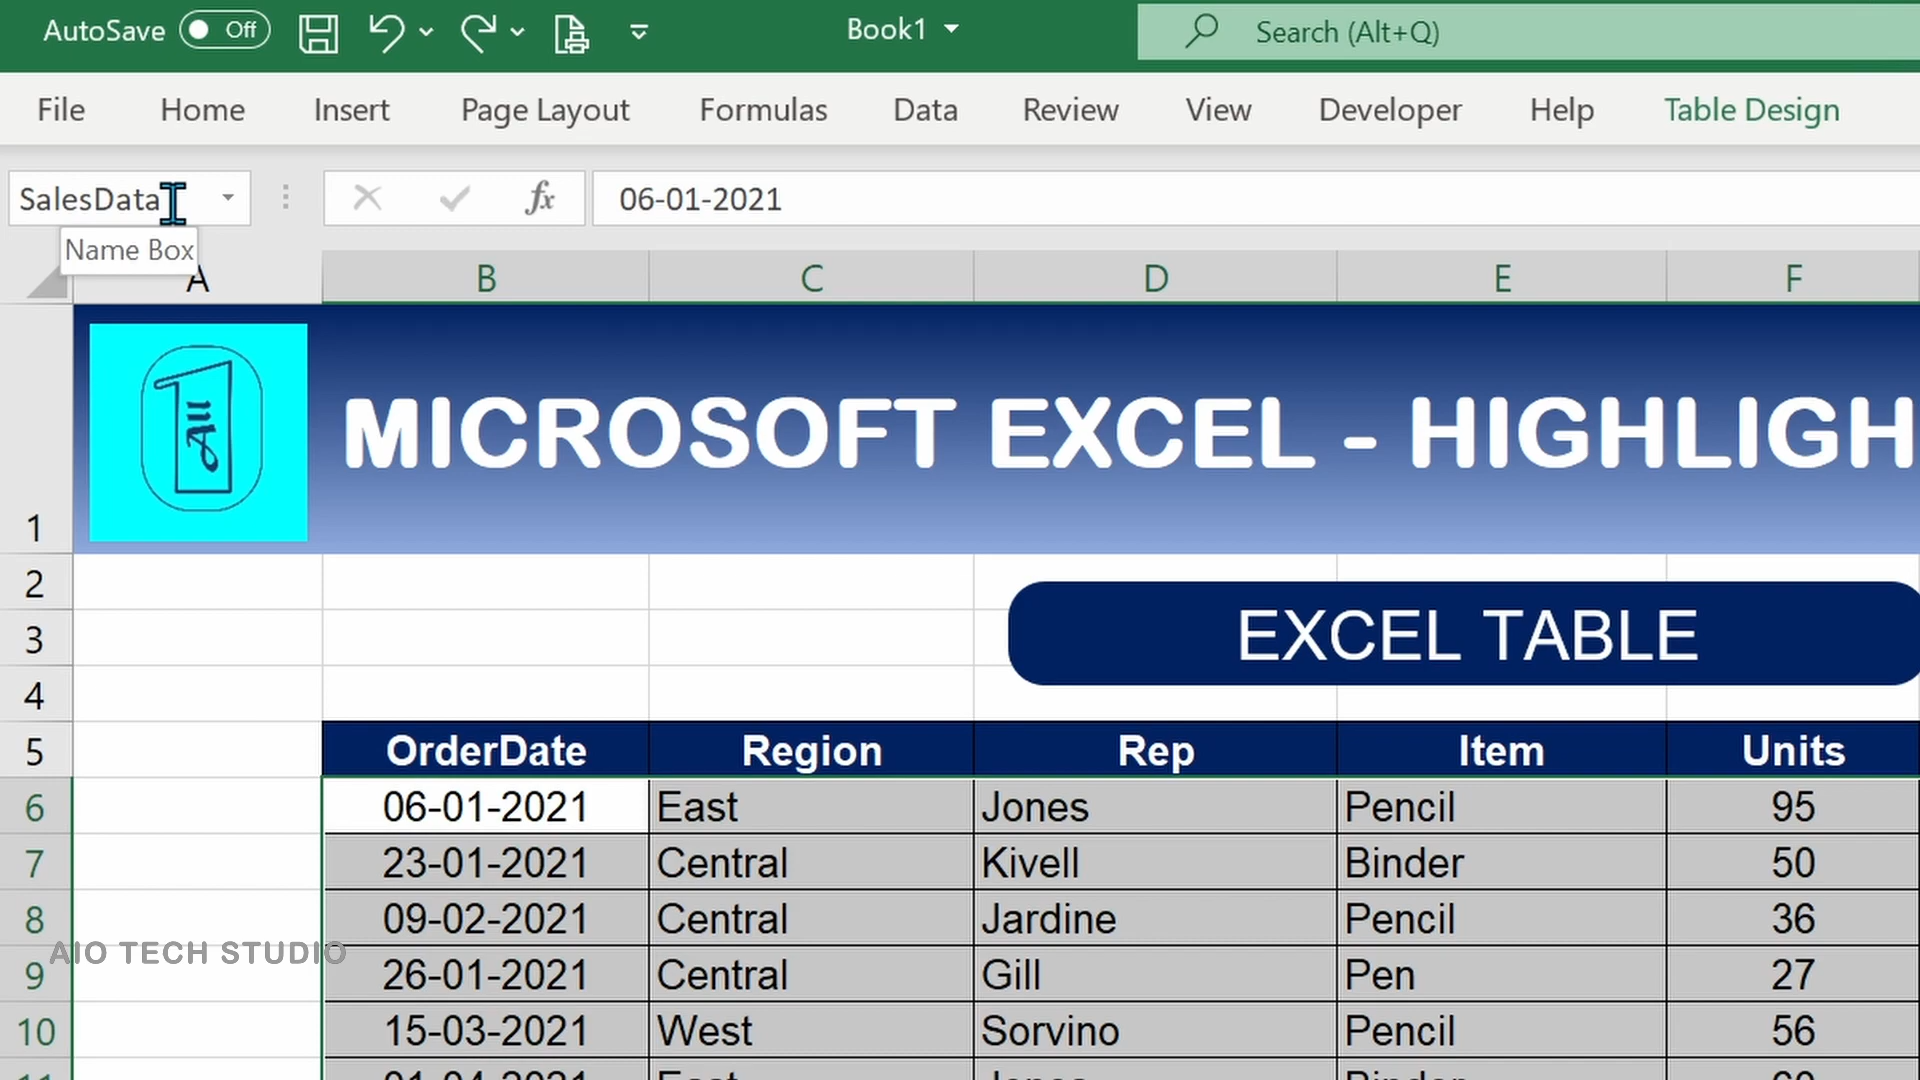 AutoSave Off Book1 Search (Alt+Q)
File Home Insert Page Layout Formulas Data Review View Developer Help Table Design
SalesData fx 06-01-2021
Name Box
A B C D E F
1 MICROSOFT EXCEL - HIGHLIGH
2
3 EXCEL TABLE
4
5 OrderDate Region Rep Item Units
6 06-01-2021 East Jones Pencil 95
7 23-01-2021 Central Kivell Binder 50
8 09-02-2021 Central Jardine Pencil 36
AIO TECH STUDIO
9 26-01-2021 Central Gill Pen 27
10 15-03-2021 West Sorvino Pencil 56